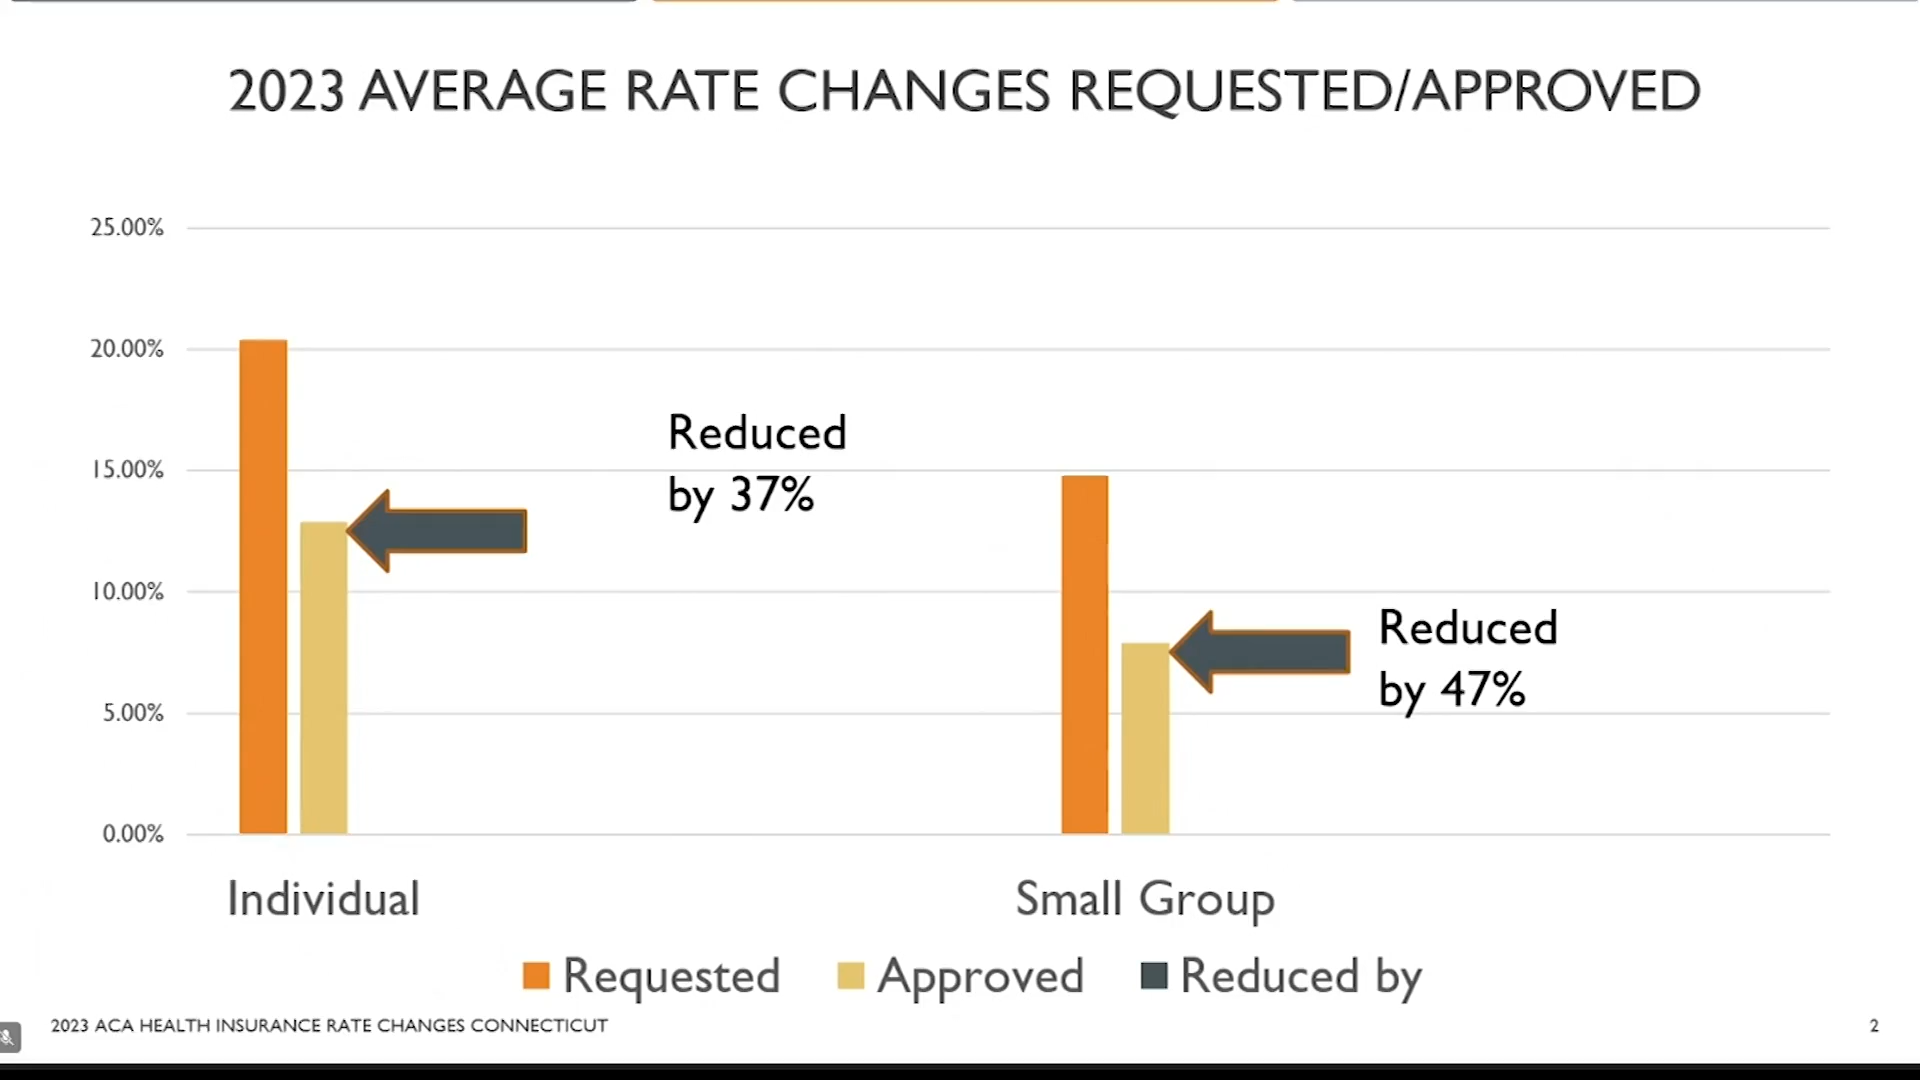 2023 AVERAGE RATE CHANGES REQUESTED/APPROVED
25.00%
20.00%
15.00%
10.00%
5.00%
0.00%
Reduced
by 37%
Reduced
by 47%
Individual
Small Group
Requested
Approved
Reduced by
2023 ACA HEALTH INSURANCE RATE CHANGES CONNECTICUT
2